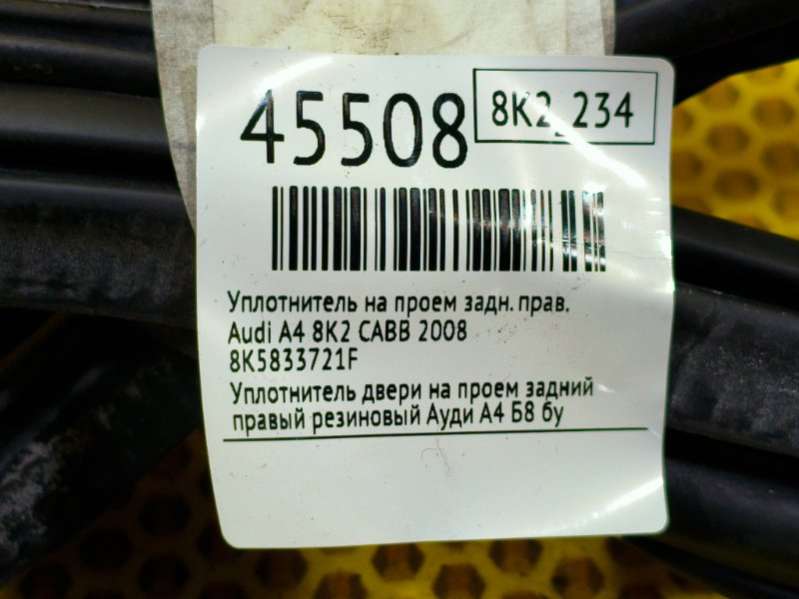 45508
8K2_234
Уплотнитель на проем задн. прав.
Audi A4 8K2 CABB 2008
8K5833721F
Уплотнитель двери на проем задний
правый резиновый Ауди А4 Б8 бу